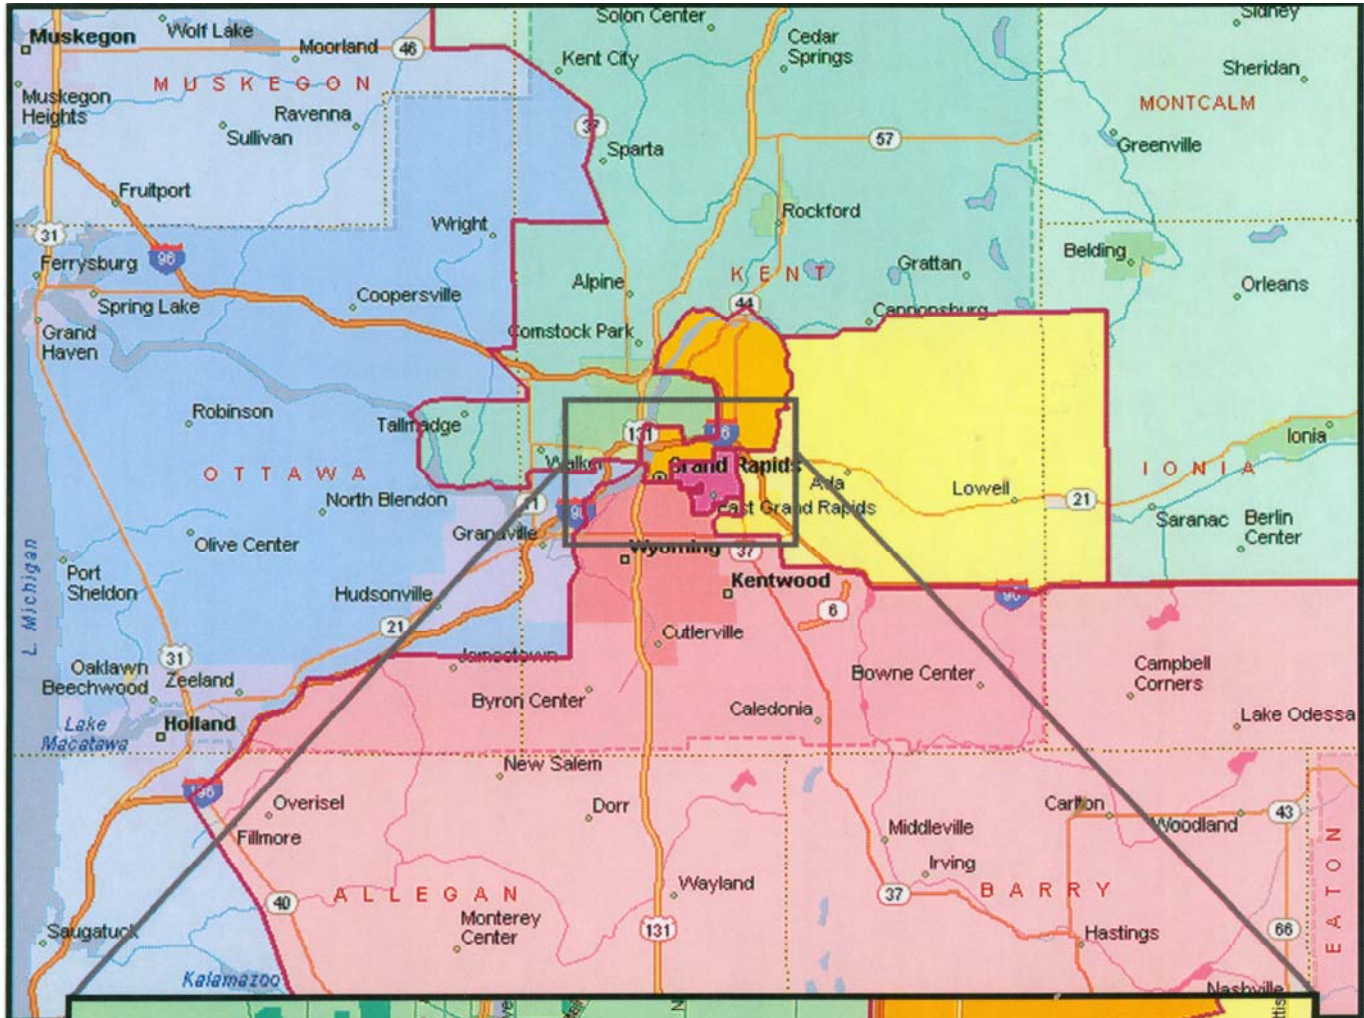 Solon Center
Sidney
Wolf Lake
Muskegon
Moorland
46
Cedar
Springs
Kent City
Sheridan
MUSKEGON
Muskegon
Heights
Ravenna
Sullivan
MONTCALM
37
57
Sparta
Greenville
Fruitport
Rockford
Wright
31
Belding
96
Ferrysburg
KENT
Grattan
Alpine
Orleans
Coopersville
Spring Lake
44
Cannonsburg
Grand
Haven
Comstock Park
Robinson
Tallmadge
131
96
Ionia
Walker
Grand Rapids
OTTAWA
IONIA
Ada
Lowell
North Blendon
21
East Grand Rapids
Saranac
Berlin
Center
Grandville
Olive Center
Wyoming
37
L. Michigan
Port
Sheldon
Kentwood
Hudsonville
96
6
21
Cutlerville
31
Jamestown
Oaklawn
Beechwood
Zeeland
Bowne Center
Campbell
Corners
Byron Center
Caledonia
Lake Odessa
Holland
Lake
Macatawa
New Salem
196
Overisel
Dorr
Carlton
43
Woodland
Fillmore
Middleville
Irving
EATON
Wayland
ALLEGAN
37
BARRY
40
Monterey
Center
131
66
Saugatuck
Hastings
Kalamazoo
Nashville